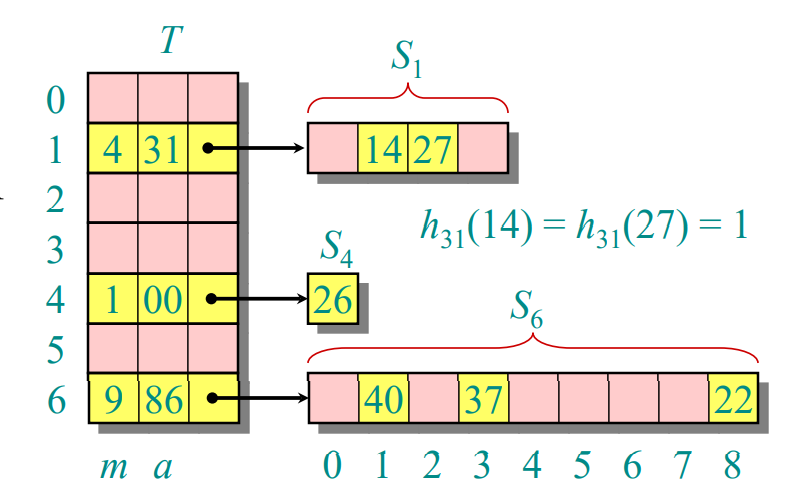 T
S₁
0
1 4 31 14 27
2
h₃₁(14) = h₃₁(27) = 1
3
S₄
4 1 00 26
S₆
5
6 9 86 40 37 22
m a 0 1 2 3 4 5 6 7 8